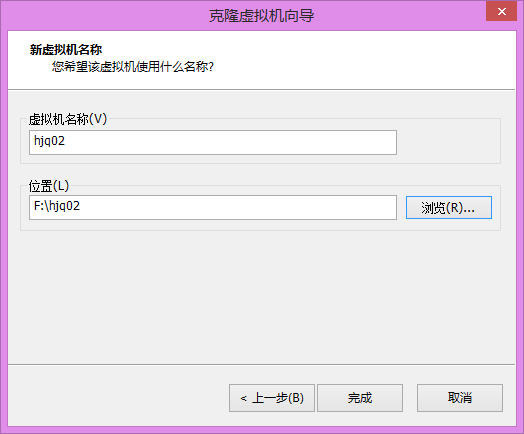 克隆虚拟机向导
新虚拟机名称
您希望该虚拟机使用什么名称?
虚拟机名称(V)
hjq02
位置(L)
F:\hjq02
浏览(R)...
< 上一步(B)
完成
取消